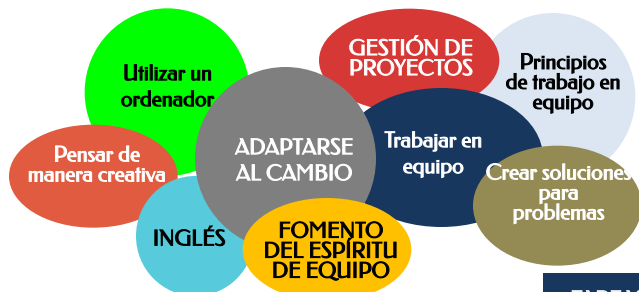 Utilizar un
ordenador
GESTIÓN DE
PROYECTOS
Principios
de trabajo en
equipo
Pensar de
manera creativa
ADAPTARSE
AL CAMBIO
Trabajar en
equipo
Crear soluciones
para
problemas
INGLÉS
FOMENTO
DEL ESPÍRITU
DE EQUIPO